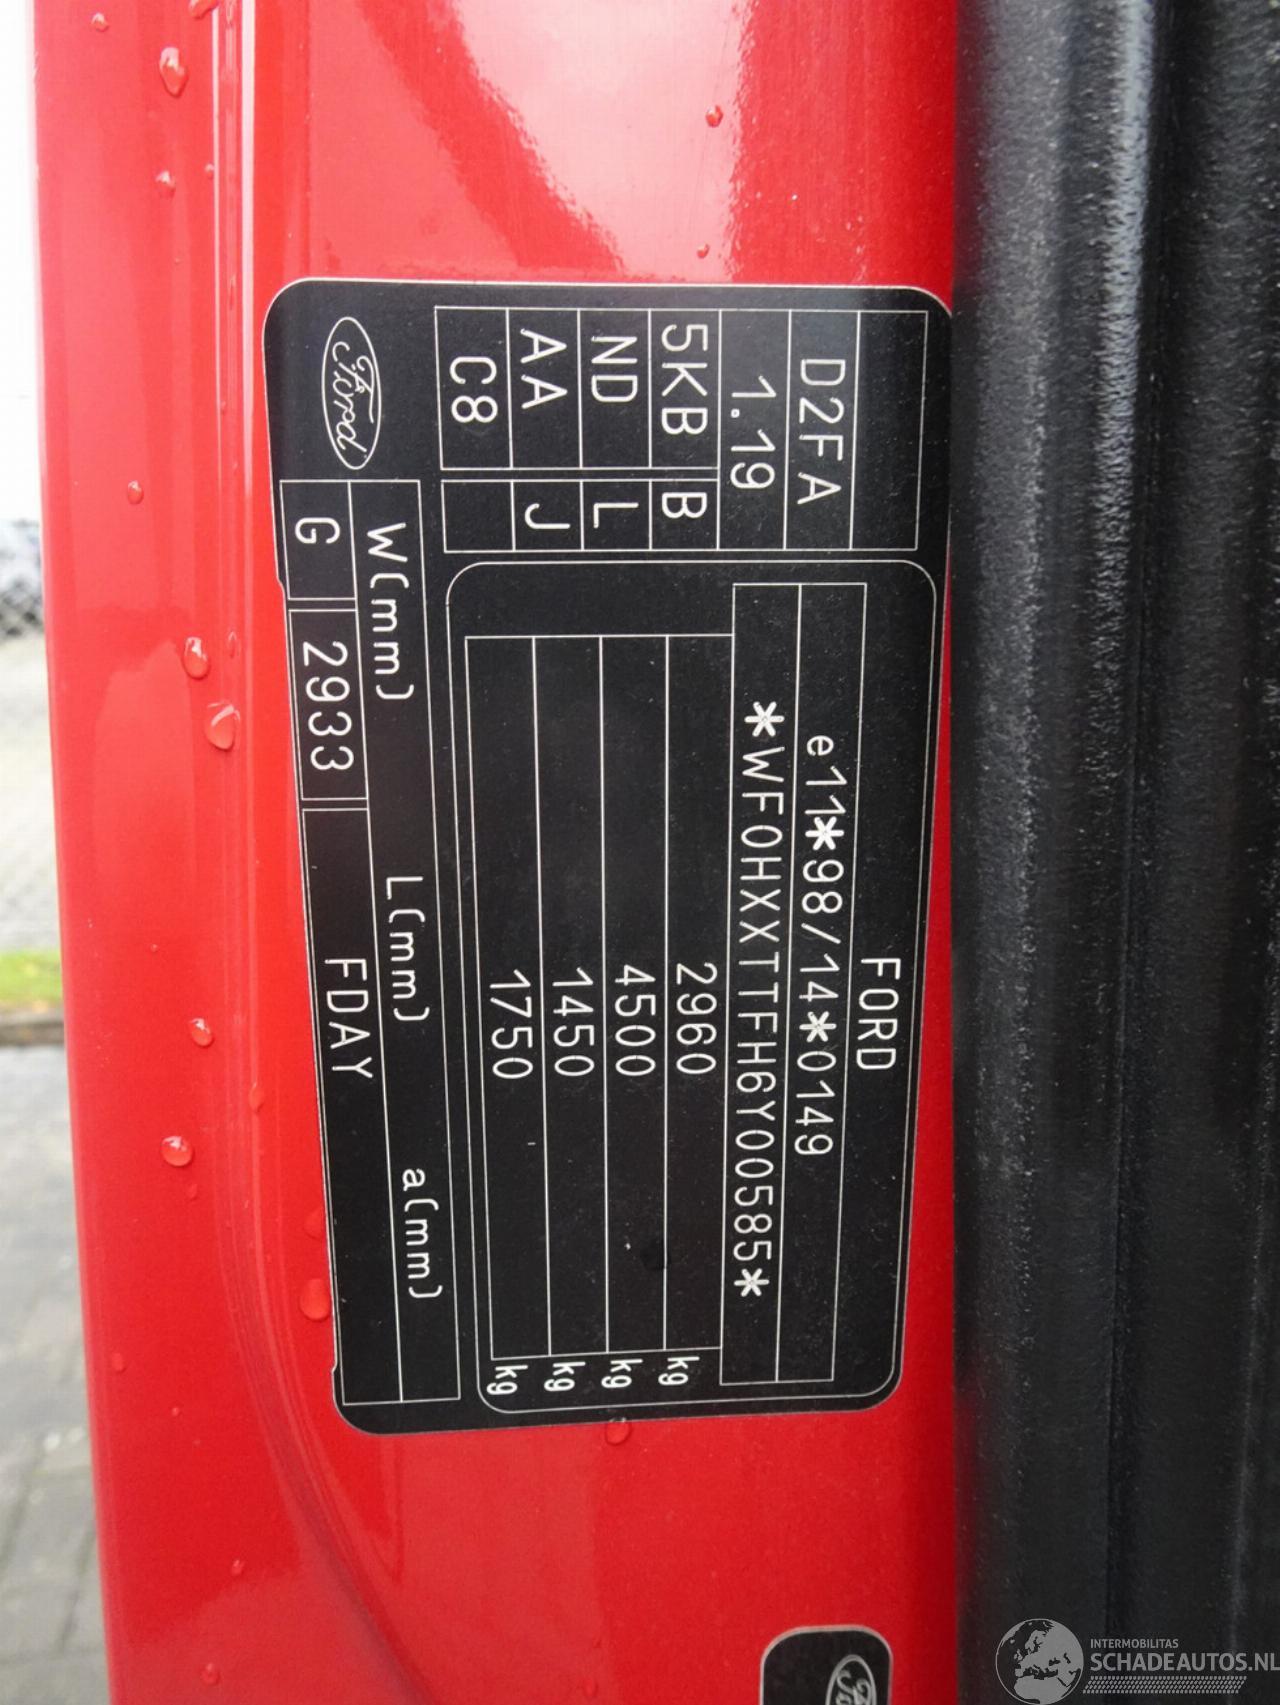 FORD
e11*98/14*0149
*WF0HXXTTFH6Y00585*
2960 kg
4500 kg
1450 kg
1750 kg
D2FA
1.19
5KB B
ND L
AA J
C8
Ford
W(mm) L(mm) a(mm)
G 2933 FDAY
Ford
INTERMOBILITAS
SCHADEAUTOS.NL